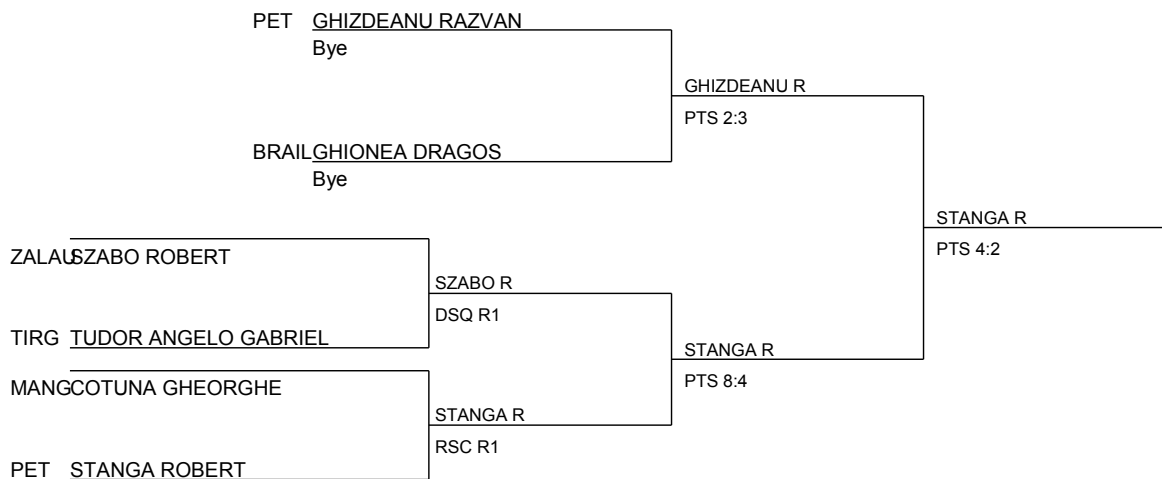 PET GHIZDEANU RAZVAN
Bye
GHIZDEANU R
PTS 2:3
BRAIL GHIONEA DRAGOS
Bye
STANGA R
PTS 4:2
ZALAU SZABO ROBERT
SZABO R
DSQ R1
TIRG TUDOR ANGELO GABRIEL
STANGA R
PTS 8:4
MANG COTUNA GHEORGHE
STANGA R
RSC R1
PET STANGA ROBERT